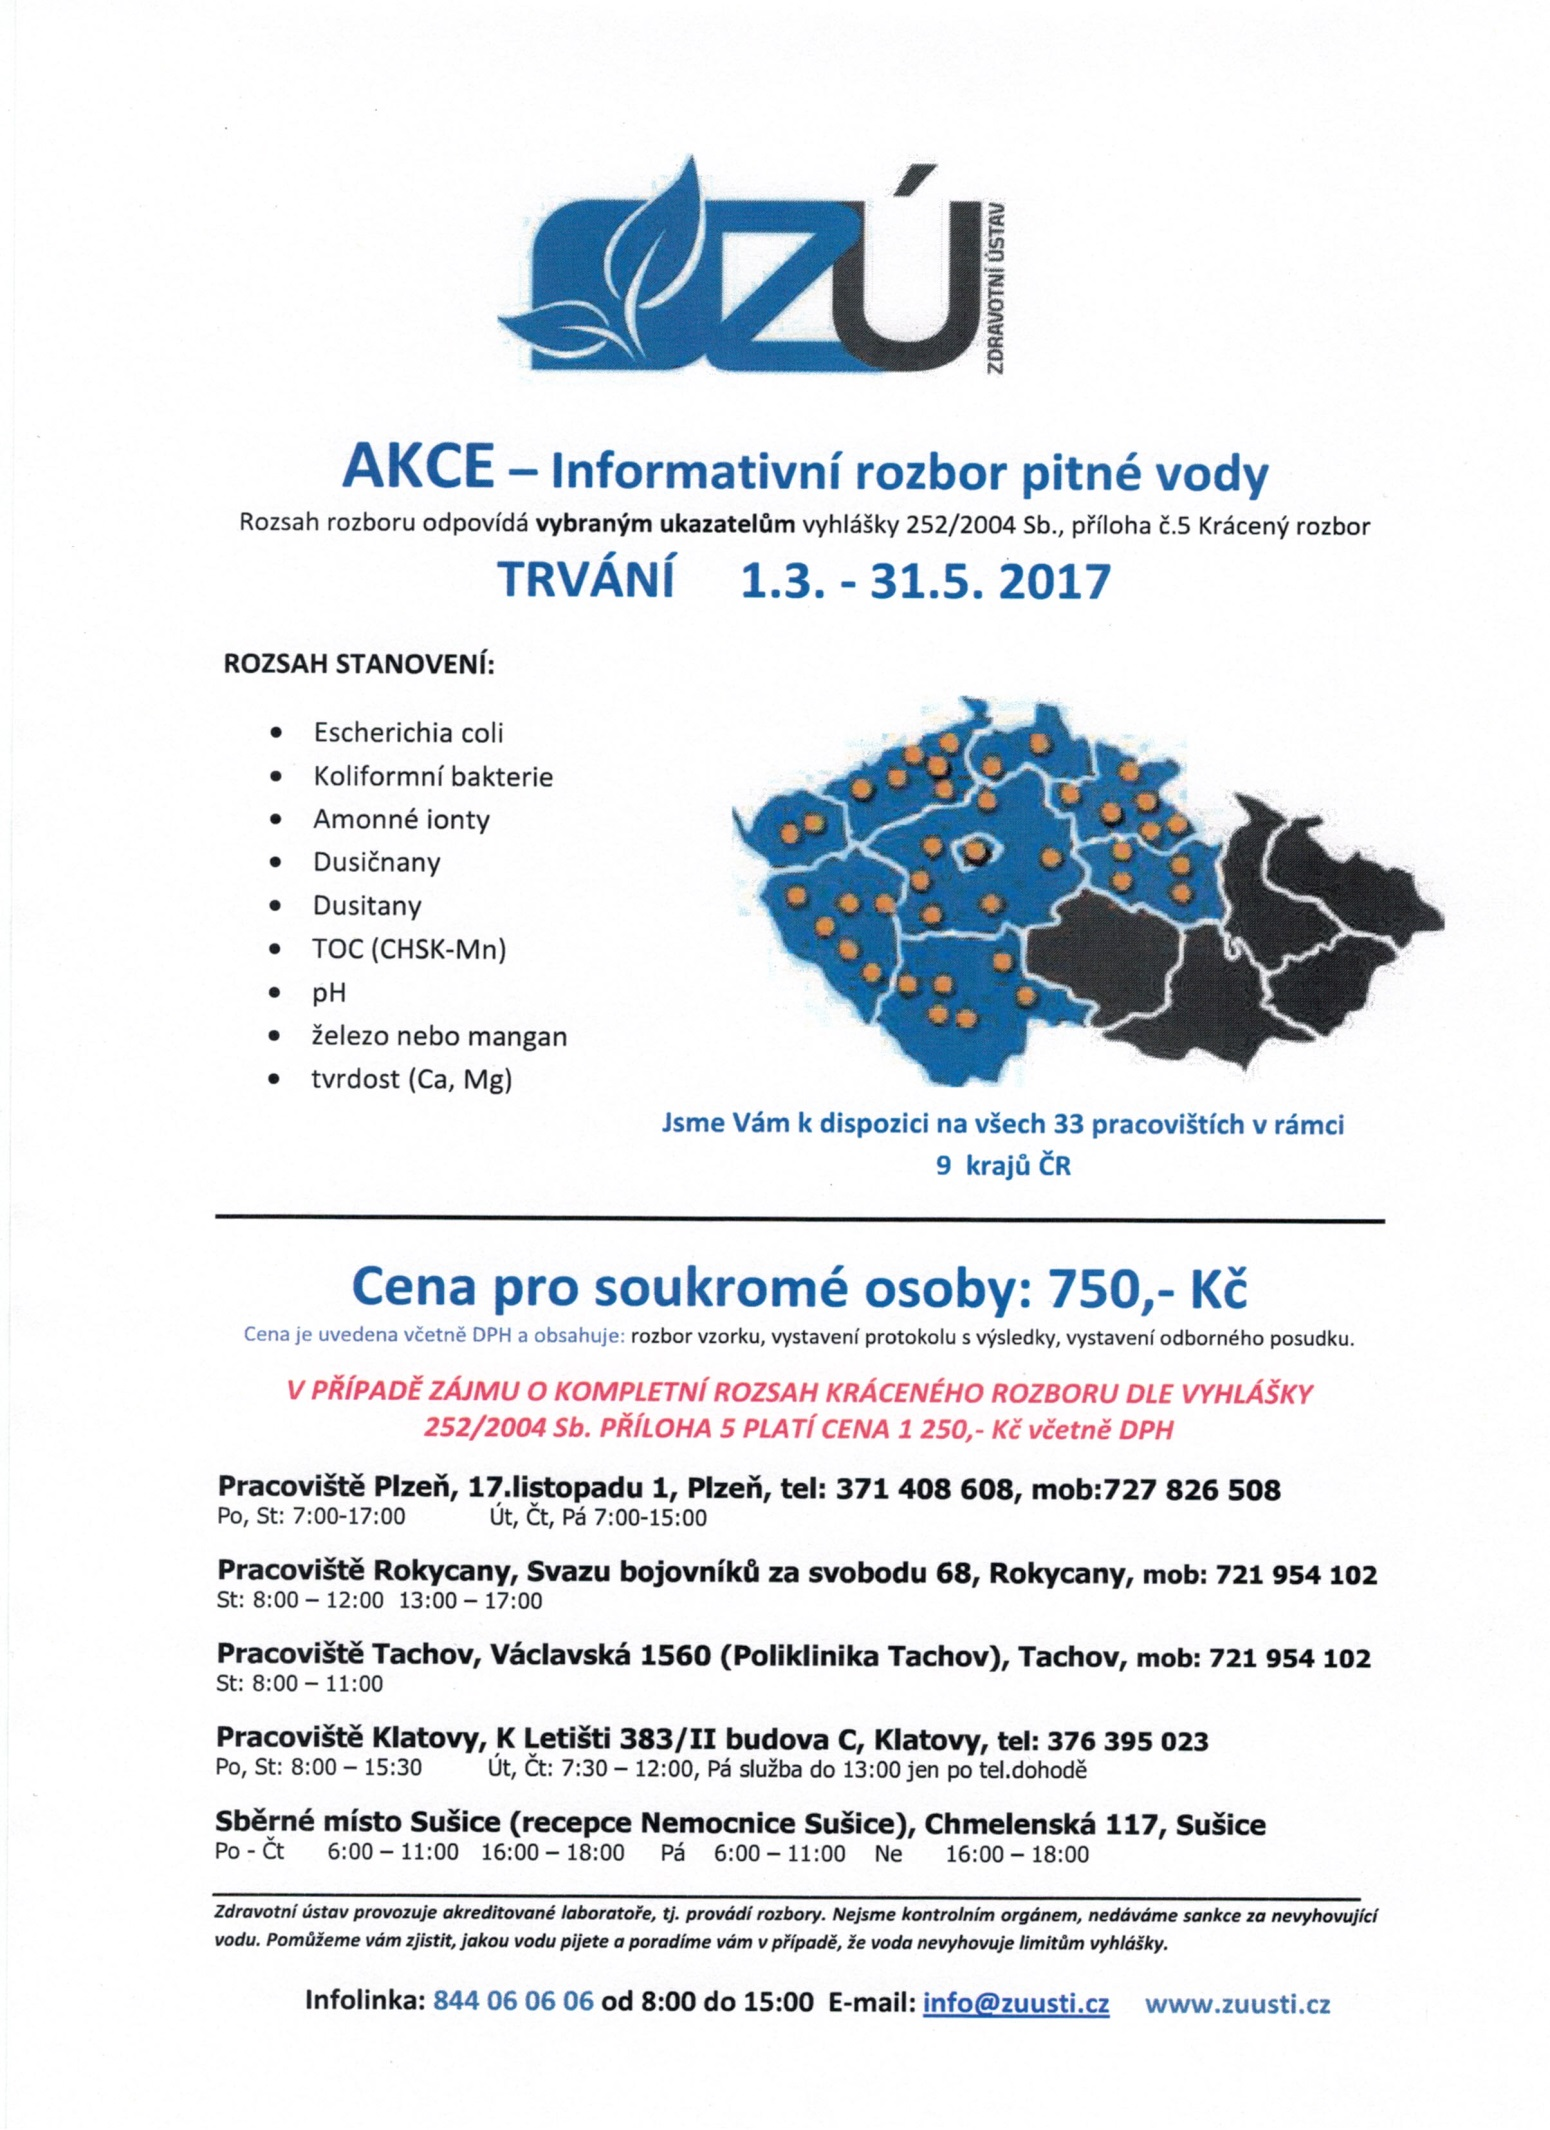 ZÚ
ZDRAVOTNÍ ÚSTAV
AKCE – Informativní rozbor pitné vody
Rozsah rozboru odpovídá vybraným ukazatelům vyhlášky 252/2004 Sb., příloha č.5 Krácený rozbor
TRVÁNÍ 1.3. - 31.5. 2017
ROZSAH STANOVENÍ:
• Escherichia coli
• Koliformní bakterie
• Amonné ionty
• Dusičnany
• Dusitany
• TOC (CHSK-Mn)
• pH
• železo nebo mangan
• tvrdost (Ca, Mg)
Jsme Vám k dispozici na všech 33 pracovištích v rámci
9 krajů ČR
Cena pro soukromé osoby: 750,- Kč
Cena je uvedena včetně DPH a obsahuje: rozbor vzorku, vystavení protokolu s výsledky, vystavení odborného posudku.
V PŘÍPADĚ ZÁJMU O KOMPLETNÍ ROZSAH KRÁCENÉHO ROZBORU DLE VYHLÁŠKY
252/2004 Sb. PŘÍLOHA 5 PLATÍ CENA 1 250,- Kč včetně DPH
Pracoviště Plzeň, 17.listopadu 1, Plzeň, tel: 371 408 608, mob:727 826 508
Po, St: 7:00-17:00 Út, Čt, Pá 7:00-15:00
Pracoviště Rokycany, Svazu bojovníků za svobodu 68, Rokycany, mob: 721 954 102
St: 8:00 – 12:00 13:00 – 17:00
Pracoviště Tachov, Václavská 1560 (Poliklinika Tachov), Tachov, mob: 721 954 102
St: 8:00 – 11:00
Pracoviště Klatovy, K Letišti 383/II budova C, Klatovy, tel: 376 395 023
Po, St: 8:00 – 15:30 Út, Čt: 7:30 – 12:00, Pá služba do 13:00 jen po tel.dohodě
Sběrné místo Sušice (recepce Nemocnice Sušice), Chmelenská 117, Sušice
Po - Čt 6:00 – 11:00 16:00 – 18:00 Pá 6:00 – 11:00 Ne 16:00 – 18:00
Zdravotní ústav provozuje akreditované laboratoře, tj. provádí rozbory. Nejsme kontrolním orgánem, nedáváme sankce za nevyhovující
vodu. Pomůžeme vám zjistit, jakou vodu pijete a poradíme vám v případě, že voda nevyhovuje limitům vyhlášky.
Infolinka: 844 06 06 06 od 8:00 do 15:00 E-mail: info@zuusti.cz www.zuusti.cz